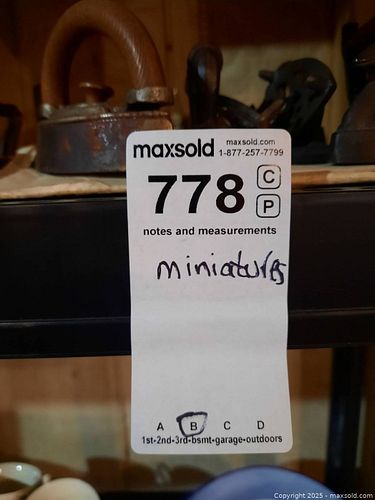 maxsold maxsold.com
1-877-257-7799
778 C
P
notes and measurements
miniatures
A B C D
1st-2nd-3rd-bsmt-garage-outdoors
Copyright 2025 - maxsold.com